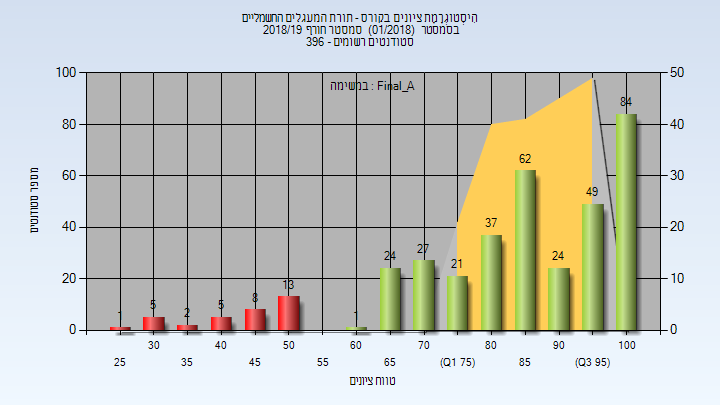 היסטוגרמת ציונים בקורס - תורת המעגלים החשמליים
בסמסטר (01/2018) סמסטר חורף 2018/19
סטודנטים רשומים - 396
במשימה : Final_A
מספר סטודנטים
100 80 60 40 20 0
50 40 30 20 10 0
1 5 2 5 8 13 1 24 27 21 37 62 24 49 84
30 40 50 60 70 80 90 100
25 35 45 55 65 (Q1 75) 85 (Q3 95)
טווח ציונים